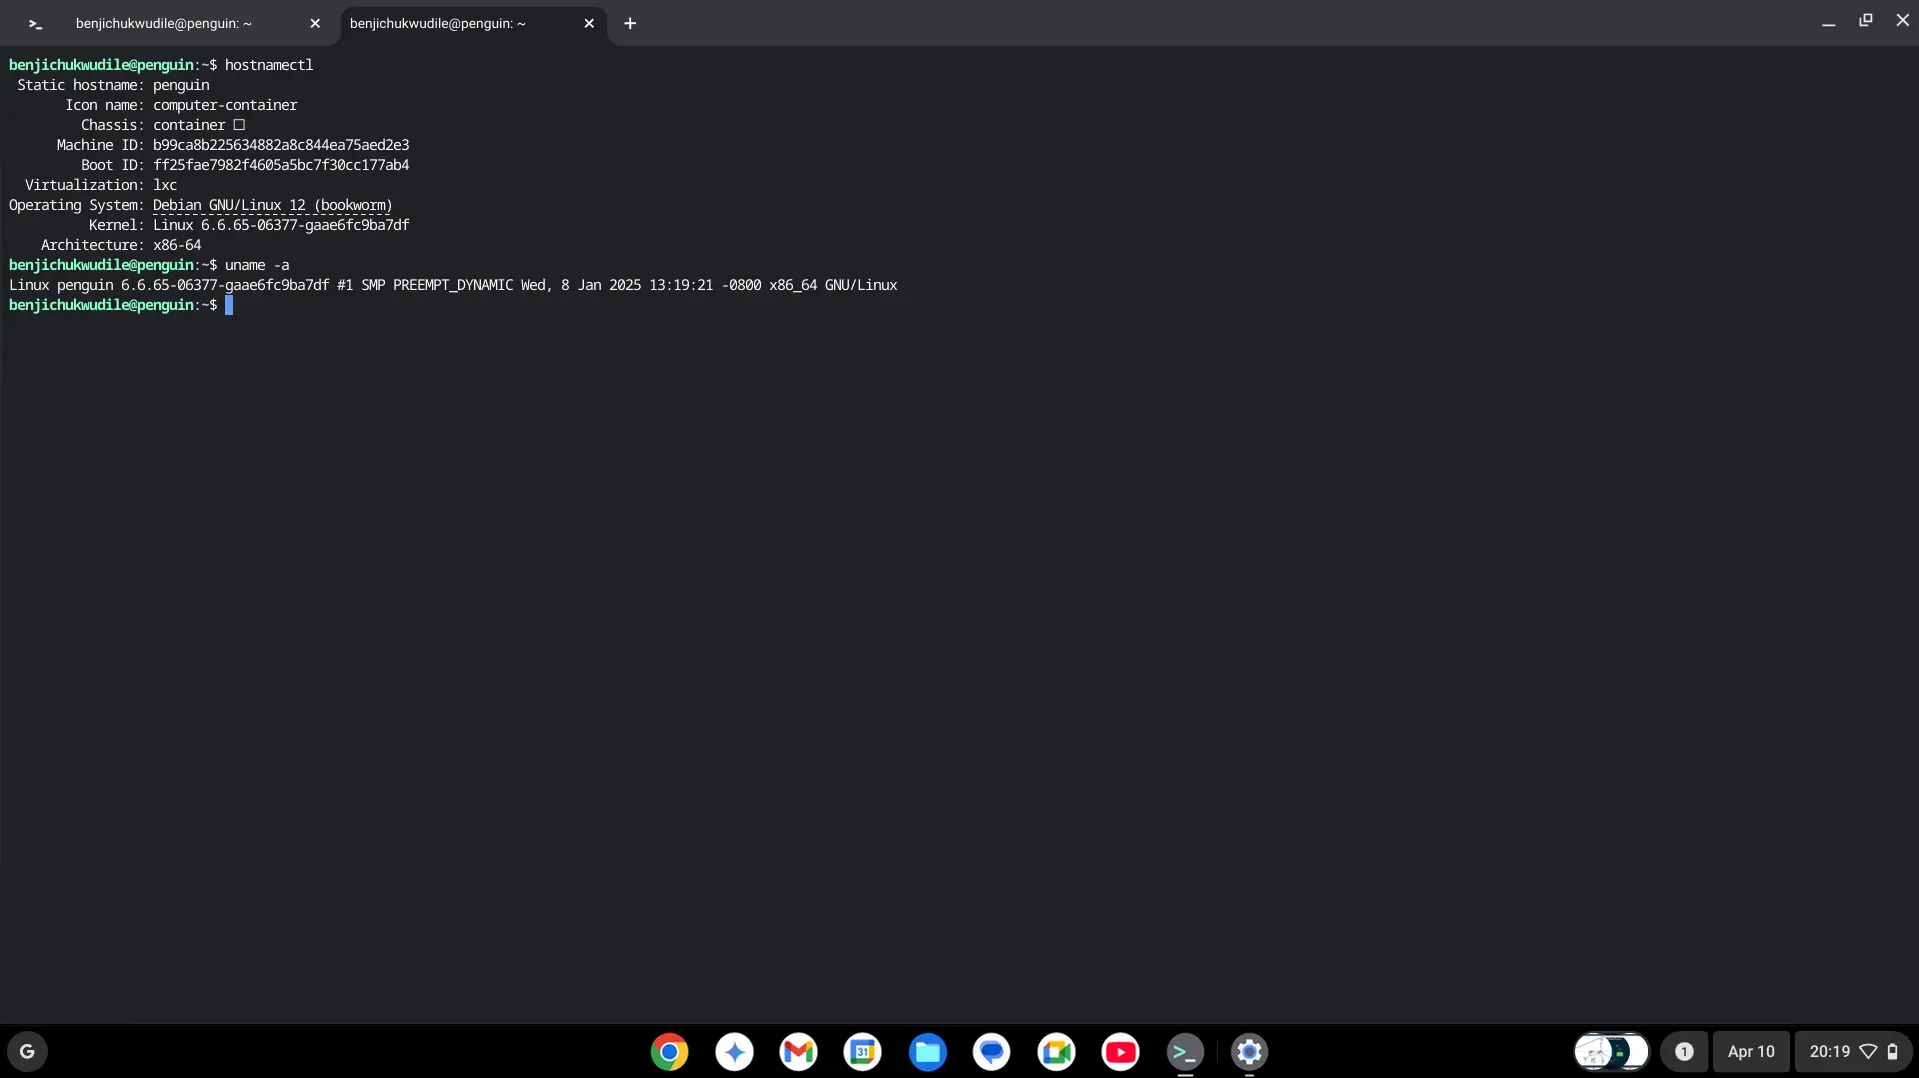 benjichukwudile@penguin: ~
benjichukwudile@penguin: ~
benjichukwudile@penguin:~$ hostnamectl
Static hostname: penguin
Icon name: computer-container
Chassis: container □
Machine ID: b99ca8b225634882a8c844ea75aed2e3
Boot ID: ff25fae7982f4605a5bc7f30cc177ab4
Virtualization: lxc
Operating System: Debian GNU/Linux 12 (bookworm)
Kernel: Linux 6.6.65-06377-gaae6fc9ba7df
Architecture: x86-64
benjichukwudile@penguin:~$ uname -a
Linux penguin 6.6.65-06377-gaae6fc9ba7df #1 SMP PREEMPT_DYNAMIC Wed, 8 Jan 2025 13:19:21 -0800 x86_64 GNU/Linux
benjichukwudile@penguin:~$
G
31
1
Apr 10
20:19